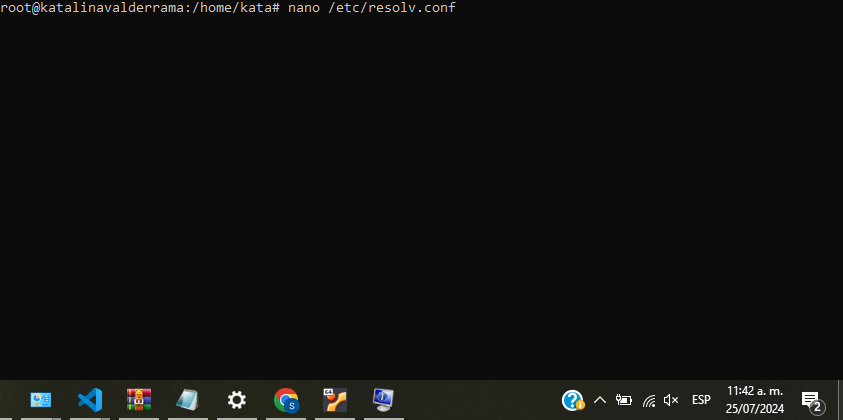 root@katalinavalderrama:/home/kata# nano /etc/resolv.conf
ESP
11:42 a. m.
25/07/2024
2